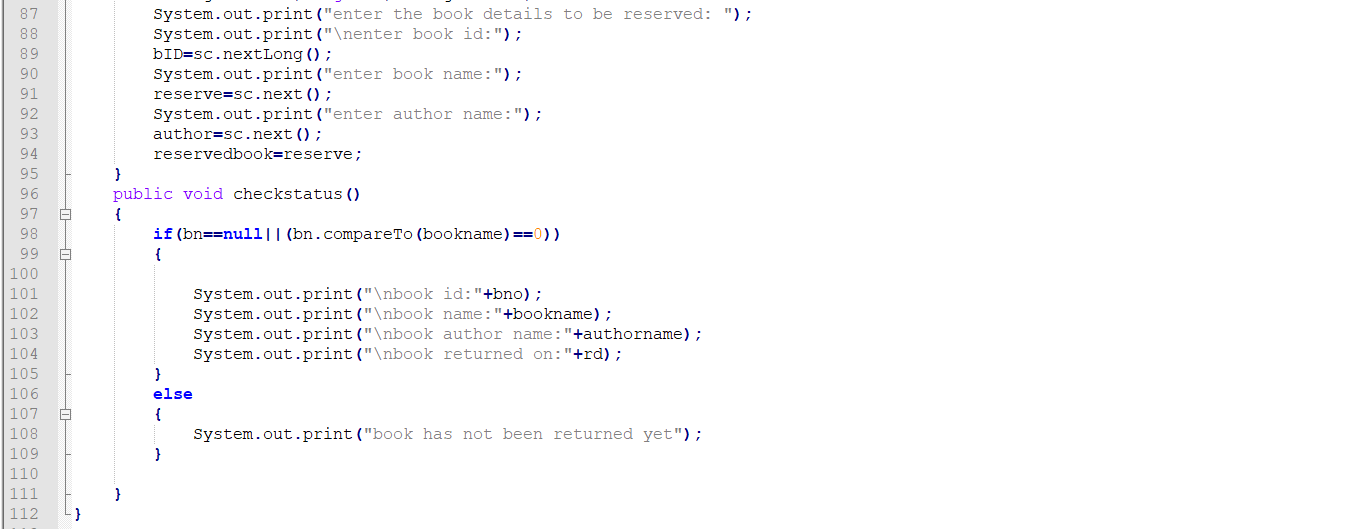 87 System.out.print("enter the book details to be reserved: ");
88 System.out.print("\nenter book id:");
89 bID=sc.nextLong();
90 System.out.print("enter book name:");
91 reserve=sc.next();
92 System.out.print("enter author name:");
93 author=sc.next();
94 reservedbook=reserve;
95 }
96 public void checkstatus()
97 {
98 if(bn==null||(bn.compareTo(bookname)==0))
99 {
100
101 System.out.print("\nbook id:"+bno);
102 System.out.print("\nbook name:"+bookname);
103 System.out.print("\nbook author name:"+authorname);
104 System.out.print("\nbook returned on:"+rd);
105 }
106 else
107 {
108 System.out.print("book has not been returned yet");
109 }
110
111 }
112 }